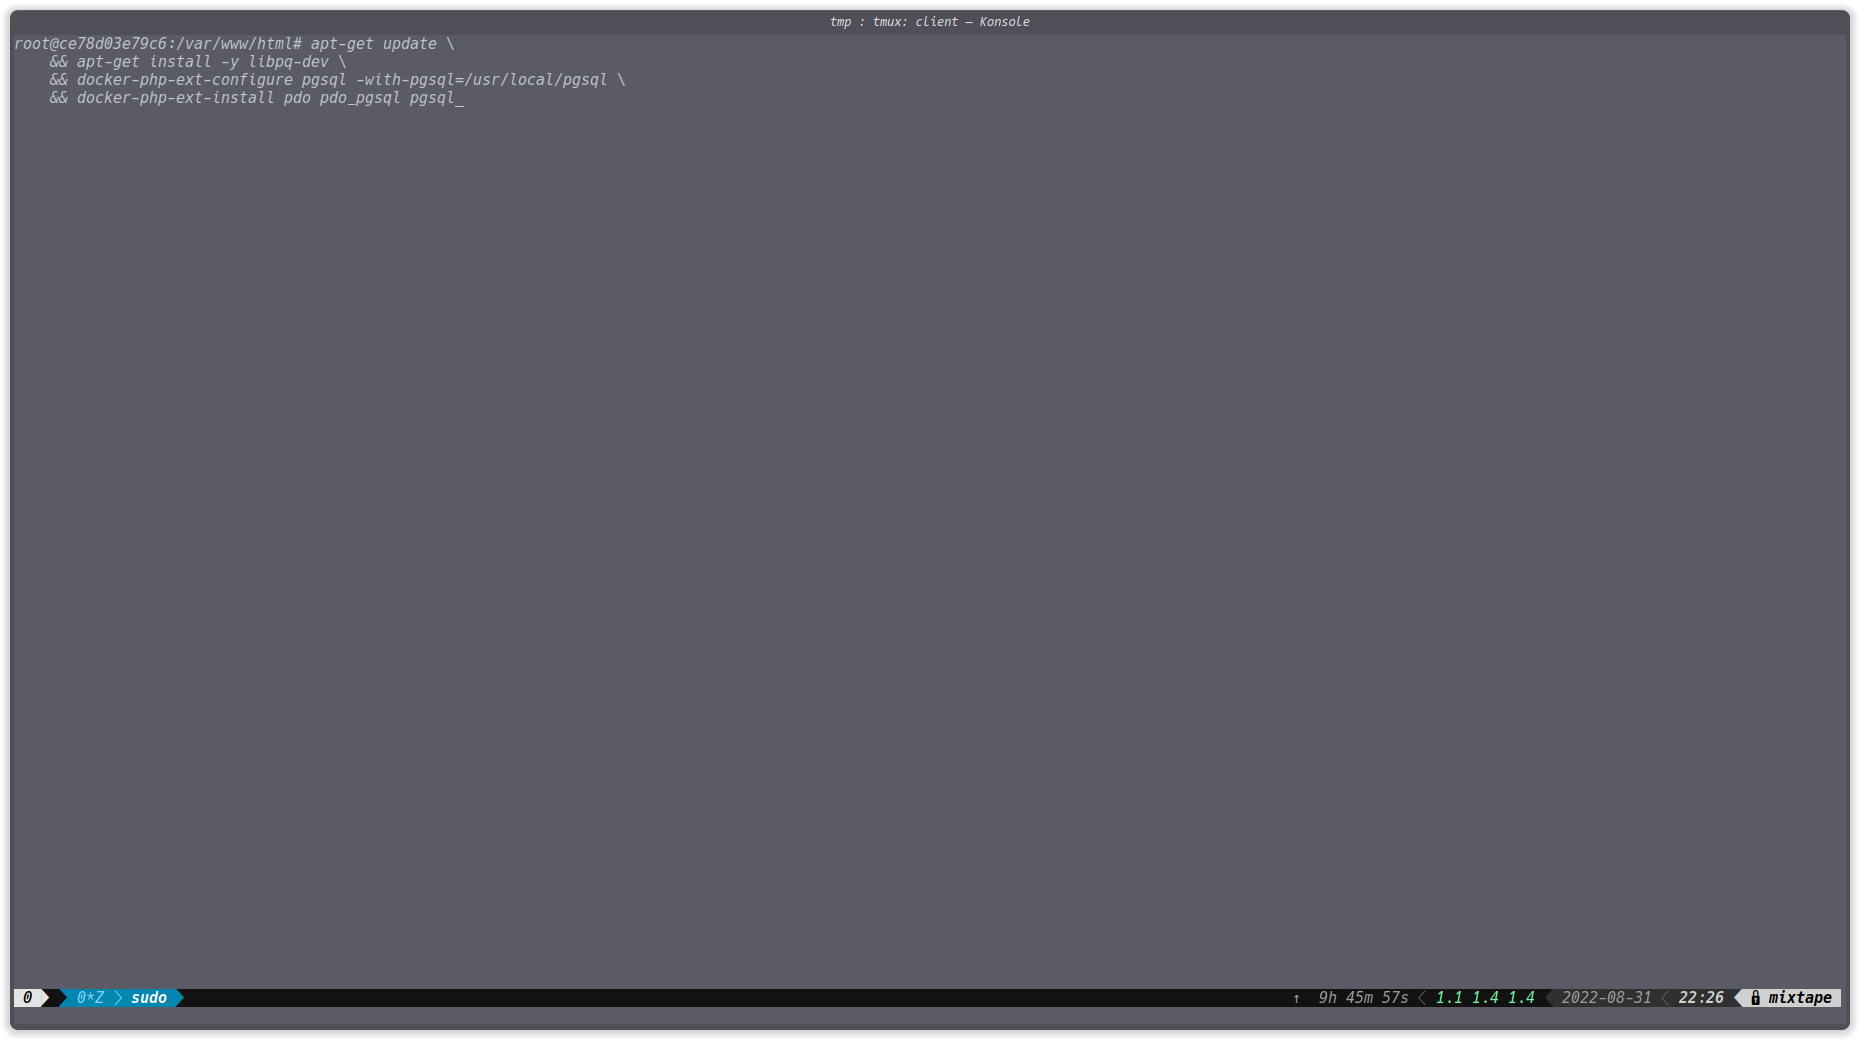 tmp : tmux: client — Konsole
root@ce78d03e79c6:/var/www/html# apt-get update \
    && apt-get install -y libpq-dev \
    && docker-php-ext-configure pgsql -with-pgsql=/usr/local/pgsql \
    && docker-php-ext-install pdo pdo_pgsql pgsql_
0 0*Z sudo ↑ 9h 45m 57s 1.1 1.4 1.4 2022-08-31 22:26 mixtape